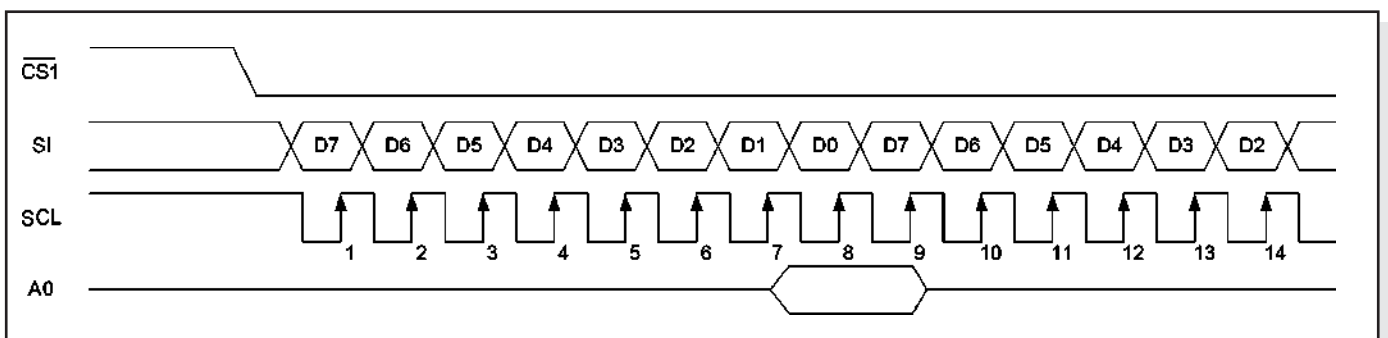 CS1
SI D7 D6 D5 D4 D3 D2 D1 D0 D7 D6 D5 D4 D3 D2
SCL
1 2 3 4 5 6 7 8 9 10 11 12 13 14
A0